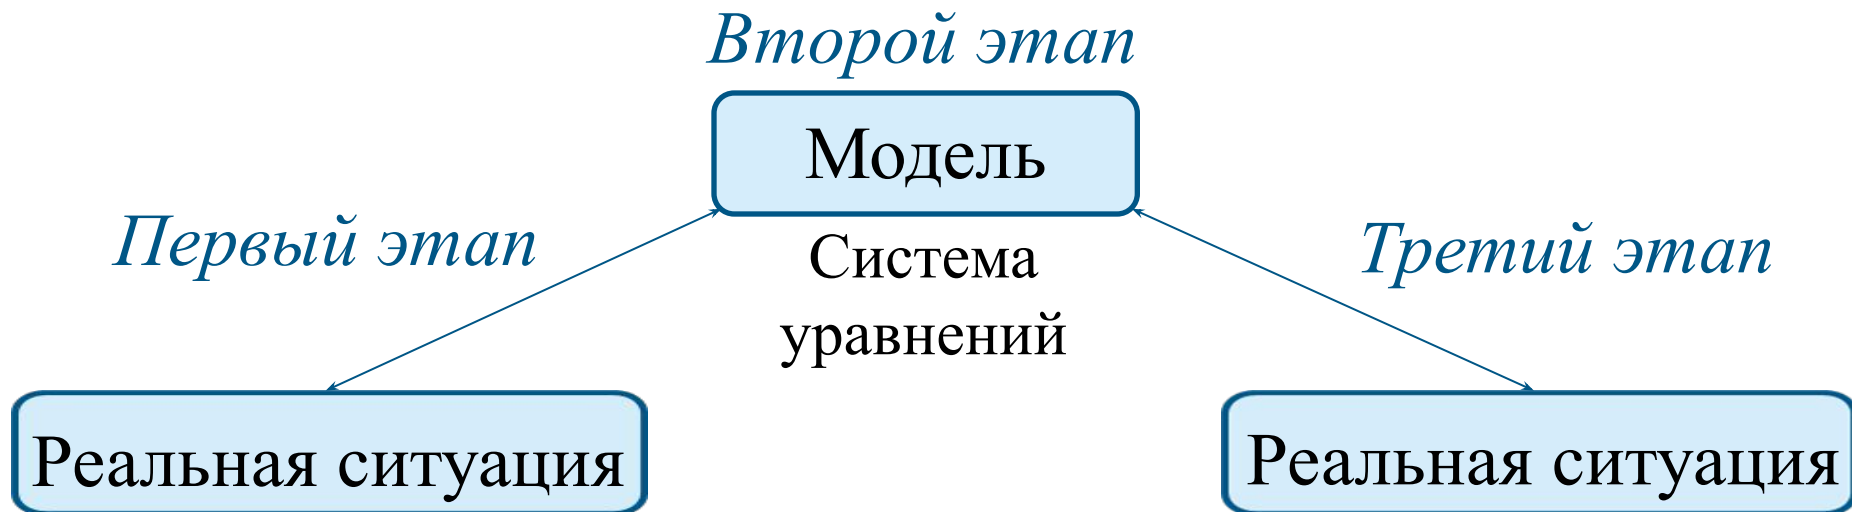 Второй этап
Модель
Первый этап
Система
уравнений
Третий этап
Реальная ситуация
Реальная ситуация